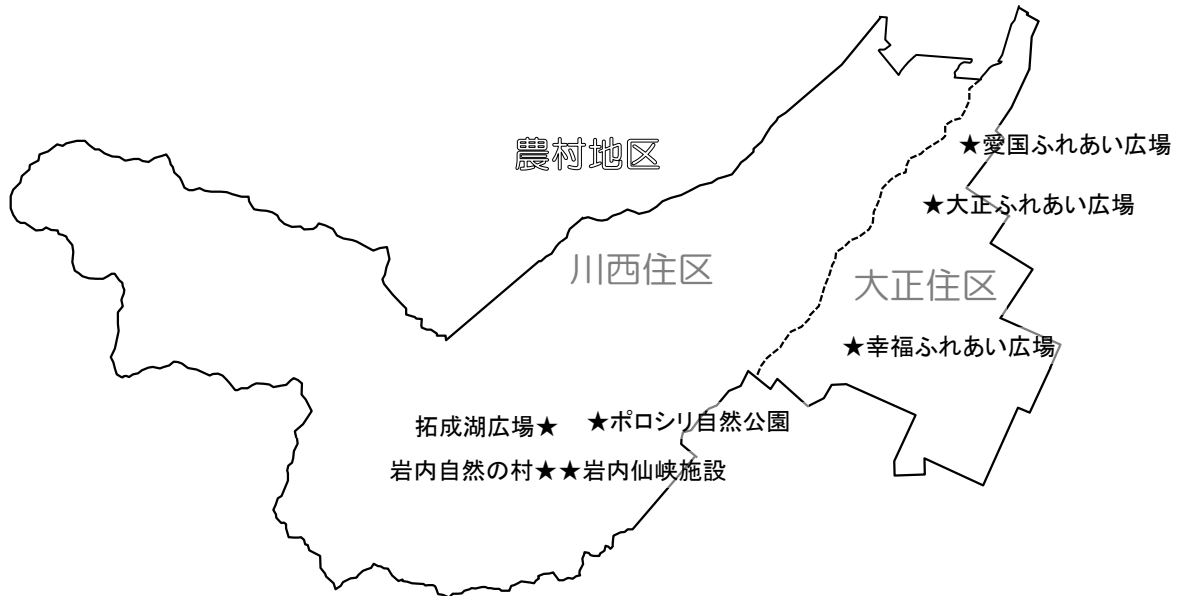 農村地区
★愛国ふれあい広場
★大正ふれあい広場
川西住区
大正住区
★幸福ふれあい広場
拓成湖広場★
★ポロシリ自然公園
岩内自然の村★★岩内仙峡施設